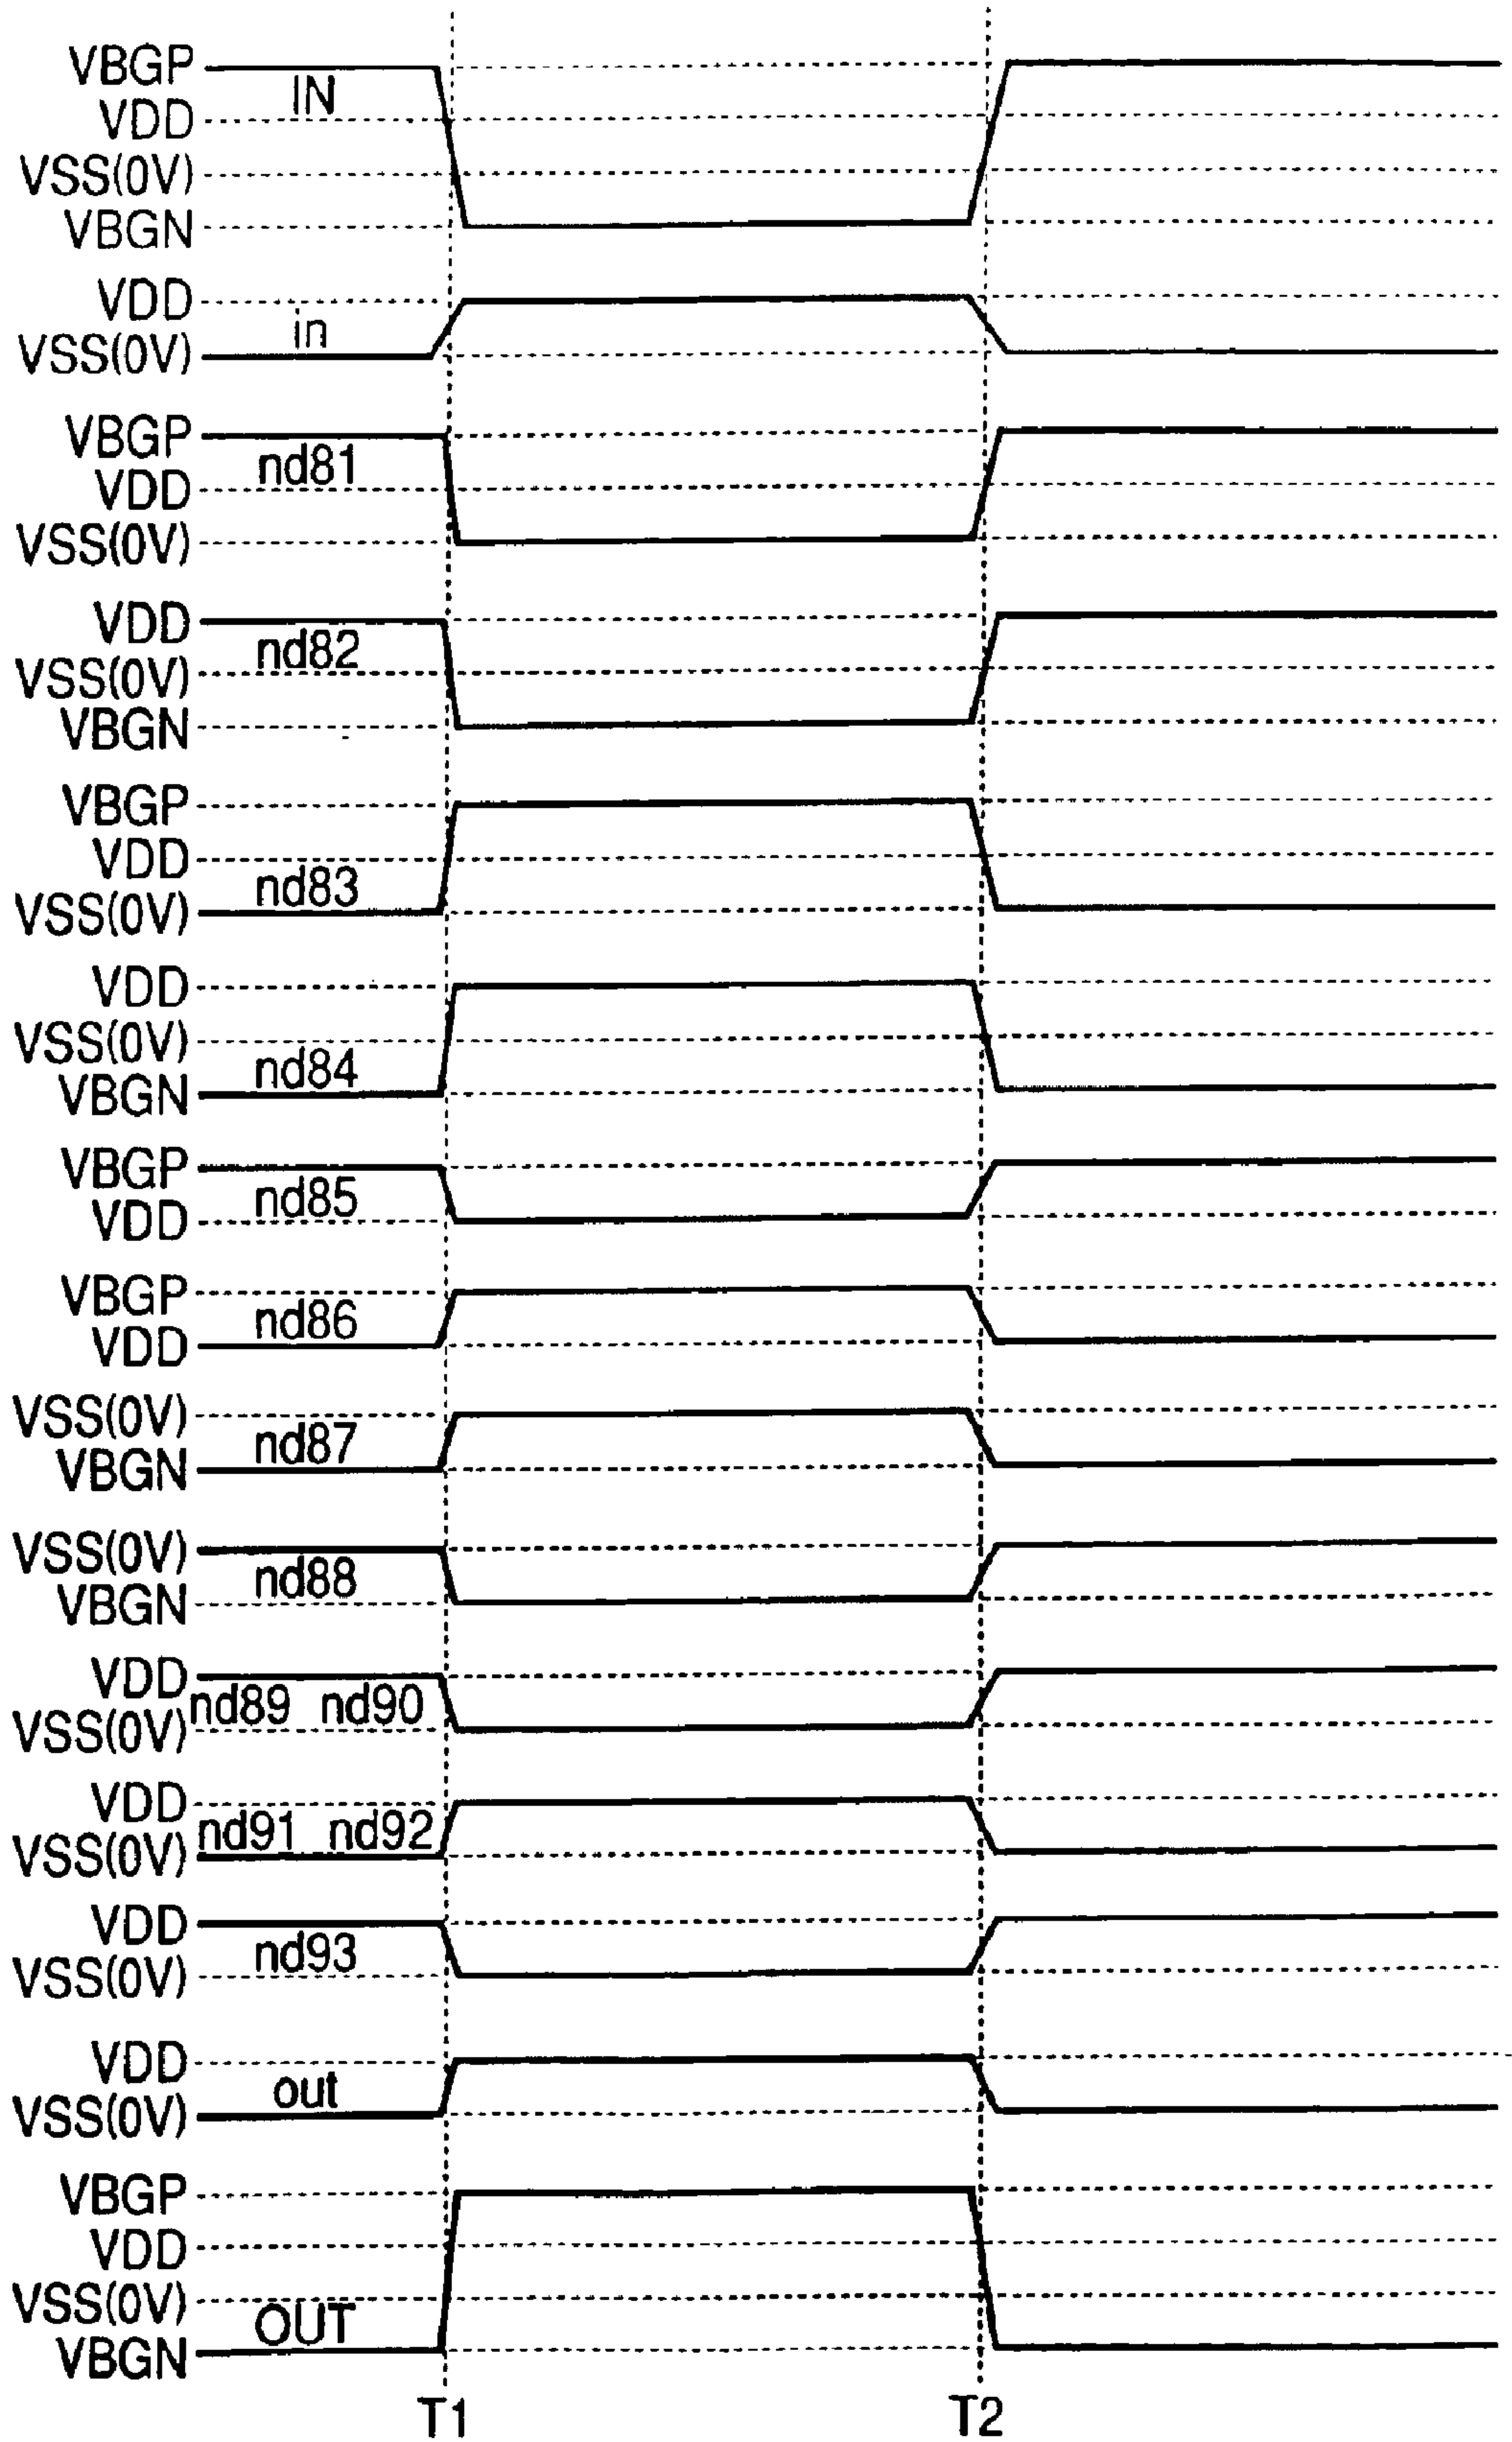 VBGP
IN
VDD
VSS(0V)
VBGN
VDD
in
VSS(0V)
VBGP
nd81
VDD
VSS(0V)
VDD
nd82
VSS(0V)
VBGN
VBGP
VDD
nd83
VSS(0V)
VDD
VSS(0V)
nd84
VBGN
VBGP
nd85
VDD
VBGP
nd86
VDD
VSS(0V)
nd87
VBGN
VSS(0V)
nd88
VBGN
VDD
nd89 nd90
VSS(0V)
VDD
nd91 nd92
VSS(0V)
VDD
nd93
VSS(0V)
VDD
out
VSS(0V)
VBGP
VDD
VSS(0V)
OUT
VBGN
T1 T2